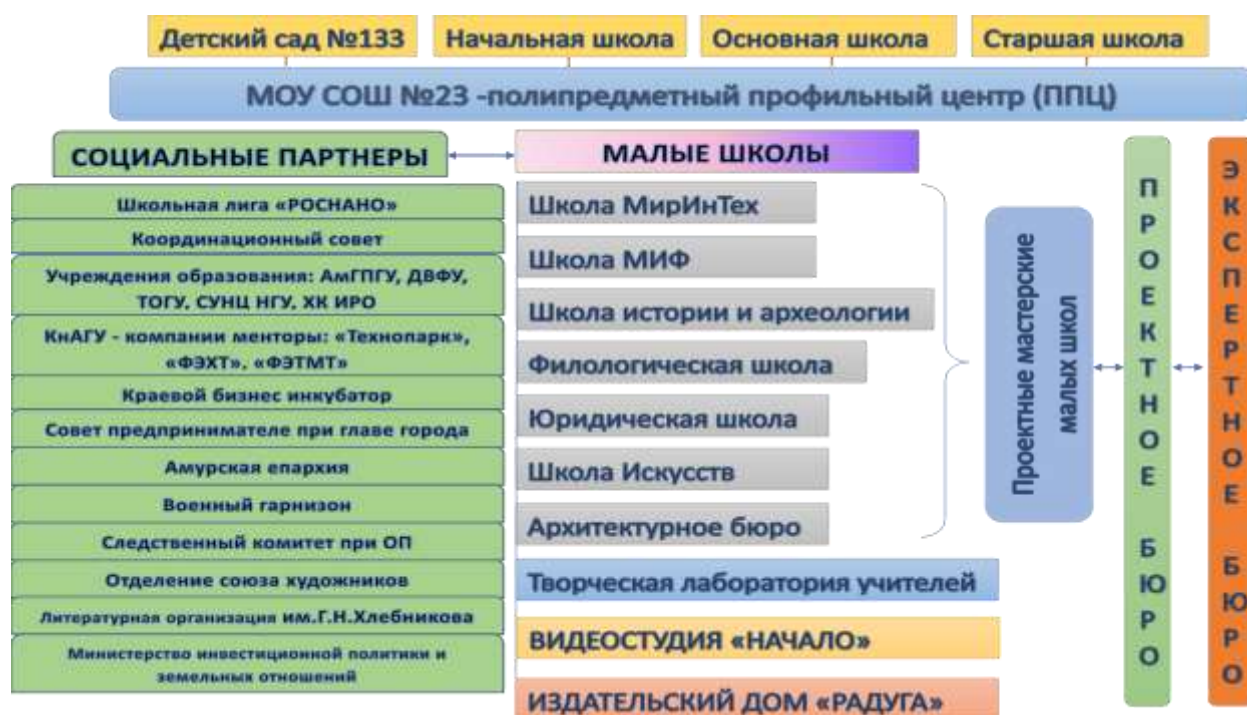 Детский сад №133
Начальная школа
Основная школа
Старшая школа
МОУ СОШ №23 -полипредметный профильный центр (ППЦ)
СОЦИАЛЬНЫЕ ПАРТНЕРЫ
Школьная лига «РОСНАНО»
Координационный совет
Учреждения образования: АмГПГУ, ДВФУ,
ТОГУ, СУНЦ НГУ, ХК ИРО
КнАГУ - компании менторы: «Технопарк»,
«ФЭХТ», «ФЭТМТ»
Краевой бизнес инкубатор
Совет предпринимателе при главе города
Амурская епархия
Военный гарнизон
Следственный комитет при ОП
Отделение союза художников
Литературная организация им.Г.Н.Хлебникова
Министерство инвестиционной политики и
земельных отношений
МАЛЫЕ ШКОЛЫ
Школа МирИнТех
Школа МИФ
Школа истории и археологии
Филологическая школа
Юридическая школа
Школа Искусств
Архитектурное бюро
Творческая лаборатория учителей
ВИДЕОСТУДИЯ «НАЧАЛО»
ИЗДАТЕЛЬСКИЙ ДОМ «РАДУГА»
Проектные мастерские
малых школ
ПРОЕКТНОЕ БЮРО
ЭКСПЕРТНОЕ БЮРО